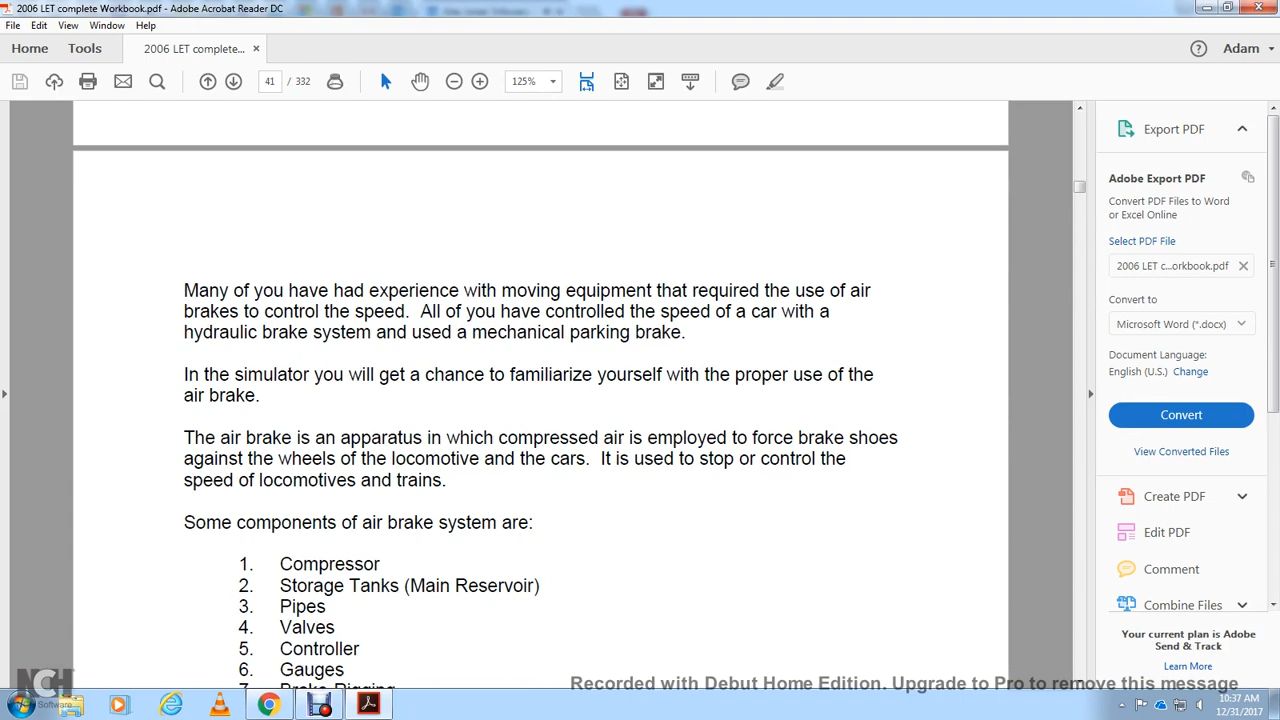 2006 LET complete Workbook.pdf - Adobe Acrobat Reader DC
File Edit View Window Help
Home Tools 2006 LET complete... × Adam
41 / 332 125%
Many of you have had experience with moving equipment that required the use of air
brakes to control the speed.  All of you have controlled the speed of a car with a
hydraulic brake system and used a mechanical parking brake.
In the simulator you will get a chance to familiarize yourself with the proper use of the
air brake.
The air brake is an apparatus in which compressed air is employed to force brake shoes
against the wheels of the locomotive and the cars.  It is used to stop or control the
speed of locomotives and trains.
Some components of air brake system are:
1. Compressor
2. Storage Tanks (Main Reservoir)
3. Pipes
4. Valves
5. Controller
6. Gauges
7. Brake Rigging
Export PDF
Adobe Export PDF
Convert PDF Files to Word
or Excel Online
Select PDF File
2006 LET c...orkbook.pdf
Convert to
Microsoft Word (*.docx)
Document Language:
English (U.S.) Change
Convert
View Converted Files
Create PDF
Edit PDF
Comment
Combine Files
Your current plan is Adobe
Send & Track
Learn More
NCH
Software
Recorded with Debut Home Edition. Upgrade to Pro to remove this message
10:37 AM
12/31/2017